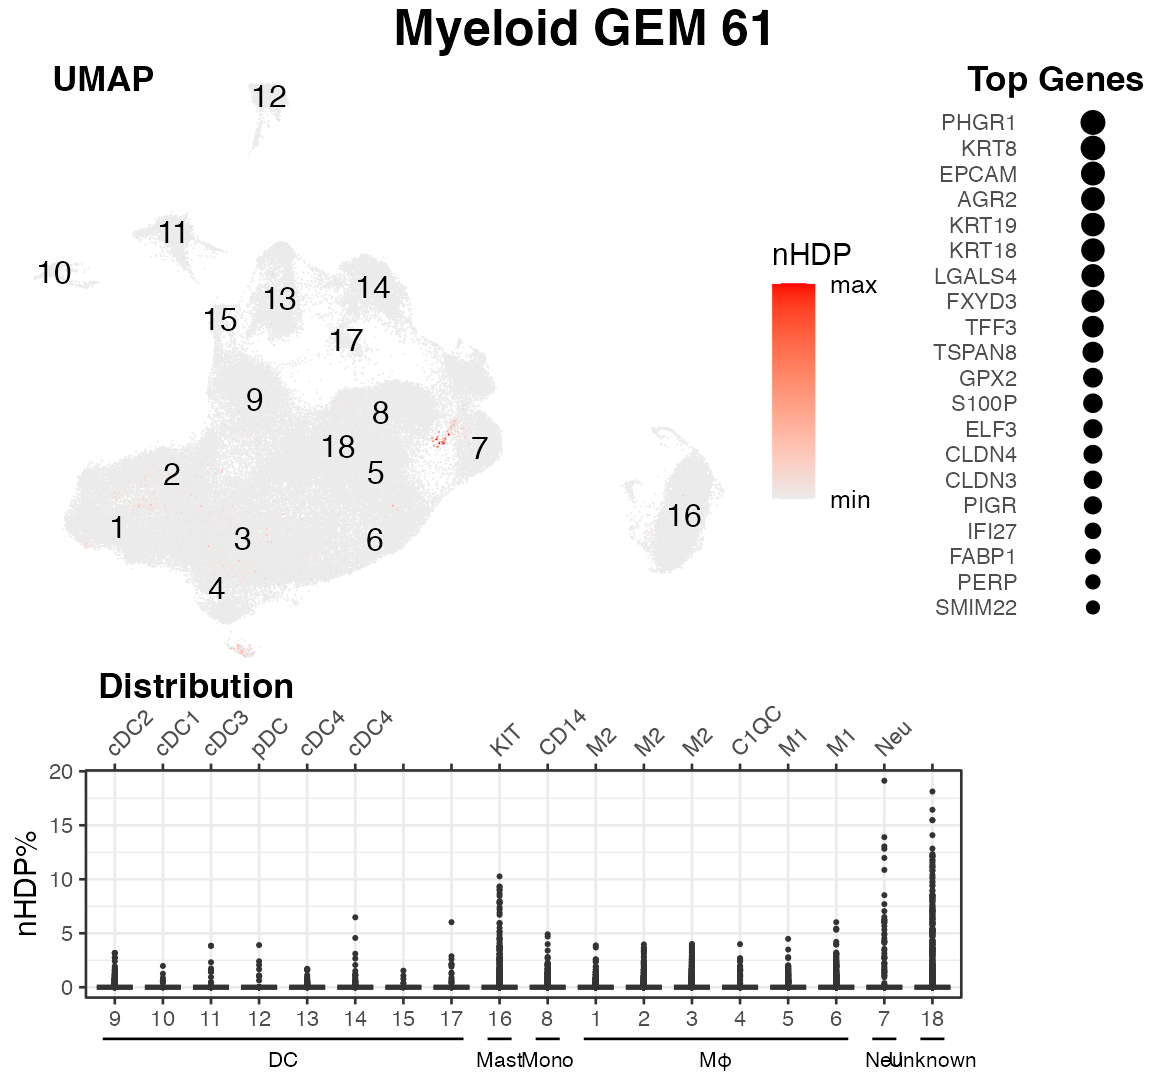 Myeloid GEM 61
UMAP
Top Genes
12
11
10
13
14
15
17
9
8
18
7
2
5
1
3
6
4
16
nHDP
max
min
PHGR1
KRT8
EPCAM
AGR2
KRT19
KRT18
LGALS4
FXYD3
TFF3
TSPAN8
GPX2
S100P
ELF3
CLDN4
CLDN3
PIGR
IFI27
FABP1
PERP
SMIM22
Distribution
cDC2 cDC1 cDC3 pDC cDC4 cDC4 KIT CD14 M2 M2 M2 C1QC M1 M1 Neu
nHDP%
20
15
10
5
0
9 10 11 12 13 14 15 17 16 8 1 2 3 4 5 6 7 18
DC Mast Mono Mφ Neu Unknown